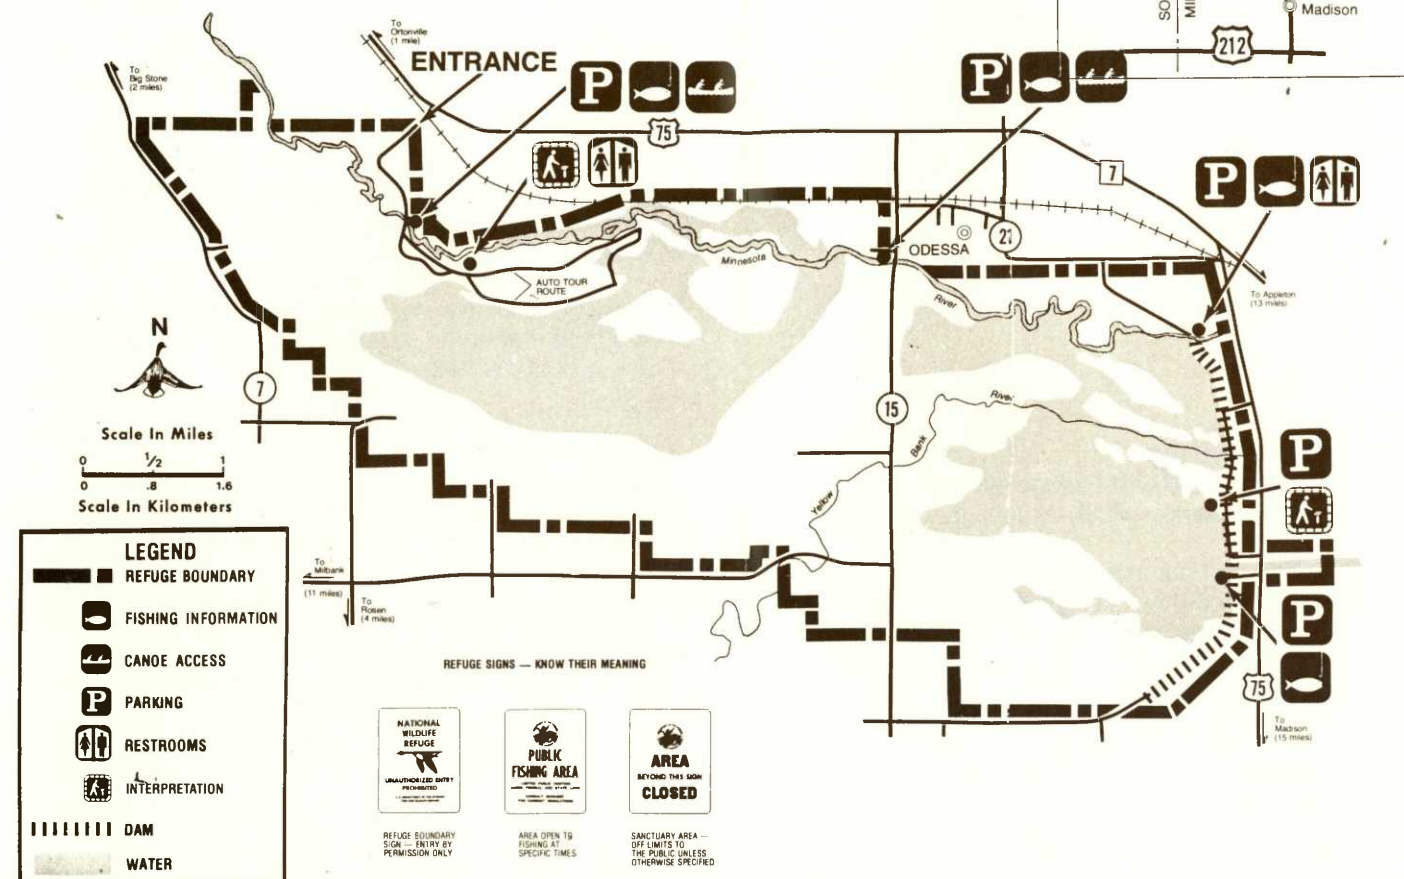 SO
MIL
Madison
212
To
Ortonville
(1 mile)
To
Big Stone
(2 miles)
ENTRANCE
P
P
75
7
P
ODESSA
21
Minnesota
River
AUTO TOUR
ROUTE
To Appleton
(13 miles)
N
7
15
River
Bank
Yellow
Scale In Miles
0 1/2 1
0 .8 1.6
Scale In Kilometers
P
LEGEND
REFUGE BOUNDARY
FISHING INFORMATION
CANOE ACCESS
P PARKING
RESTROOMS
INTERPRETATION
DAM
WATER
To
Milbank
(11 miles)
To
Rosen
(4 miles)
P
75
To
Madison
(15 miles)
REFUGE SIGNS — KNOW THEIR MEANING
NATIONAL
WILDLIFE
REFUGE
UNAUTHORIZED ENTRY
PROHIBITED
REFUGE BOUNDARY
SIGN — ENTRY BY
PERMISSION ONLY
PUBLIC
FISHING AREA
AREA OPEN TO
FISHING AT
SPECIFIC TIMES
AREA
BEYOND THIS SIGN
CLOSED
SANCTUARY AREA —
OFF LIMITS TO
THE PUBLIC UNLESS
OTHERWISE SPECIFIED